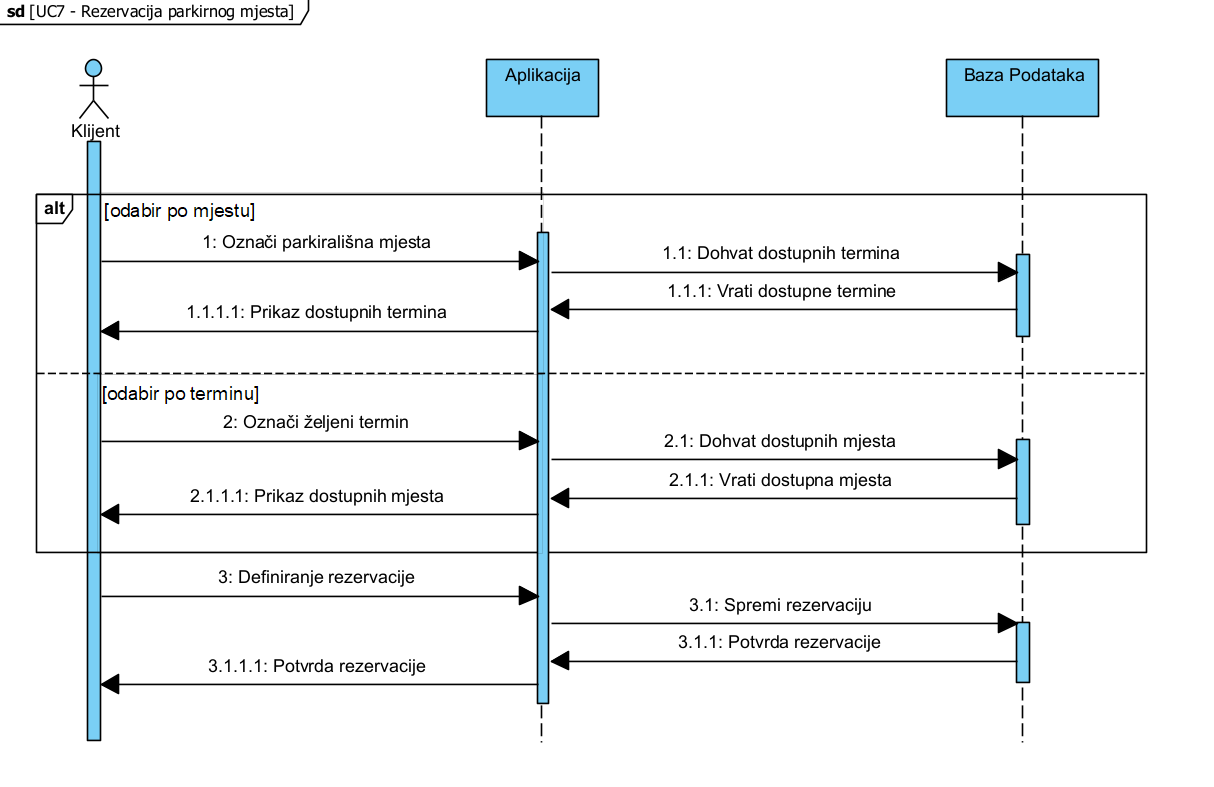 sd [UC7 - Rezervacija parkirnog mjesta]
Klijent
Aplikacija
Baza Podataka
alt
[odabir po mjestu]
1: Označi parkirališna mjesta
1.1: Dohvat dostupnih termina
1.1.1: Vrati dostupne termine
1.1.1.1: Prikaz dostupnih termina
[odabir po terminu]
2: Označi željeni termin
2.1: Dohvat dostupnih mjesta
2.1.1: Vrati dostupna mjesta
2.1.1.1: Prikaz dostupnih mjesta
3: Definiranje rezervacije
3.1: Spremi rezervaciju
3.1.1: Potvrda rezervacije
3.1.1.1: Potvrda rezervacije